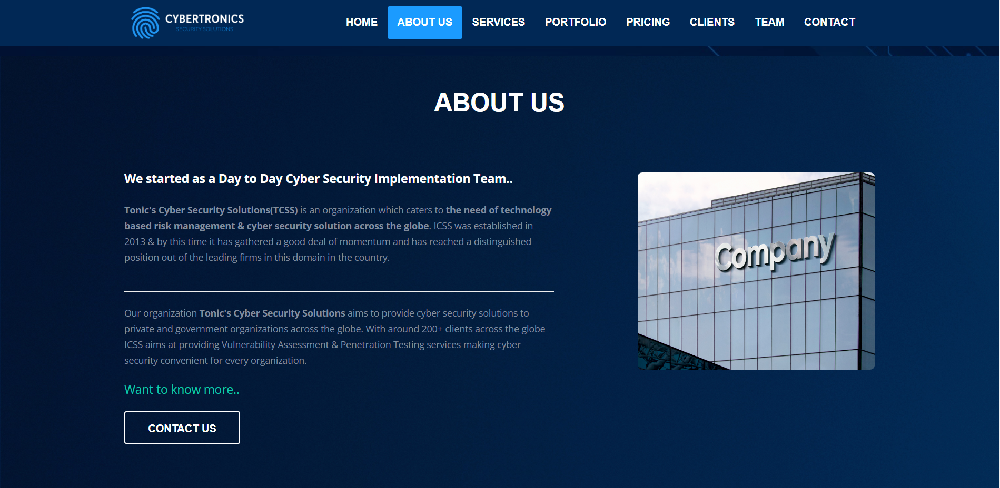 CYBERTRONICS
SECURITY SOLUTIONS
HOME
ABOUT US
SERVICES
PORTFOLIO
PRICING
CLIENTS
TEAM
CONTACT
ABOUT US
We started as a Day to Day Cyber Security Implementation Team..
Tonic's Cyber Security Solutions(TCSS) is an organization which caters to the need of technology
based risk management & cyber security solution across the globe. ICSS was established in
2013 & by this time it has gathered a good deal of momentum and has reached a distinguished
position out of the leading firms in this domain in the country.
Our organization Tonic's Cyber Security Solutions aims to provide cyber security solutions to
private and government organizations across the globe. With around 200+ clients across the globe
ICSS aims at providing Vulnerability Assessment & Penetration Testing services making cyber
security convenient for every organization.
Want to know more..
CONTACT US
Company